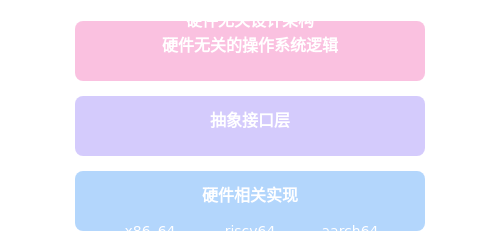 硬件无关设计架构
硬件无关的操作系统逻辑
抽象接口层
硬件相关实现
x86_64 riscv64 aarch64